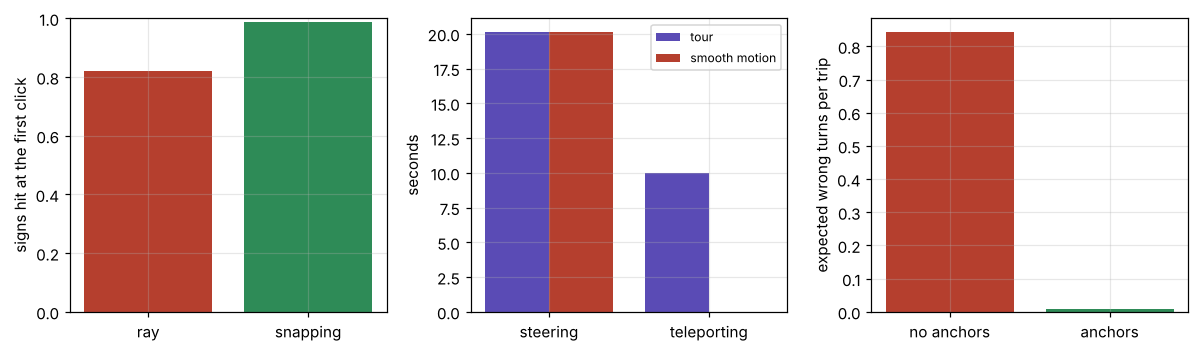 signs hit at the first click
1.0
0.8
0.6
0.4
0.2
0.0
ray
snapping
seconds
20.0
17.5
15.0
12.5
10.0
7.5
5.0
2.5
0.0
tour
smooth motion
steering
teleporting
expected wrong turns per trip
0.8
0.7
0.6
0.5
0.4
0.3
0.2
0.1
0.0
no anchors
anchors